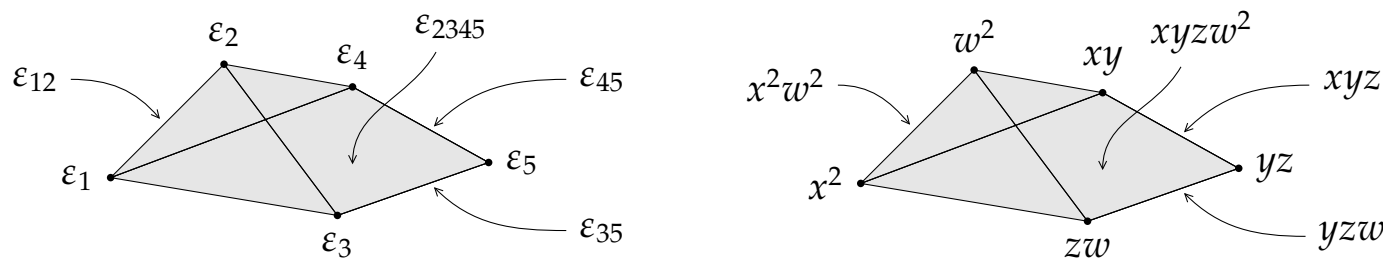 ε₂
ε₄
ε₂₃₄₅
ε₁₂
ε₄₅
ε₁
ε₅
ε₃
ε₃₅
w²
xy
xyzw²
x²w²
xyz
x²
yz
zw
yzw